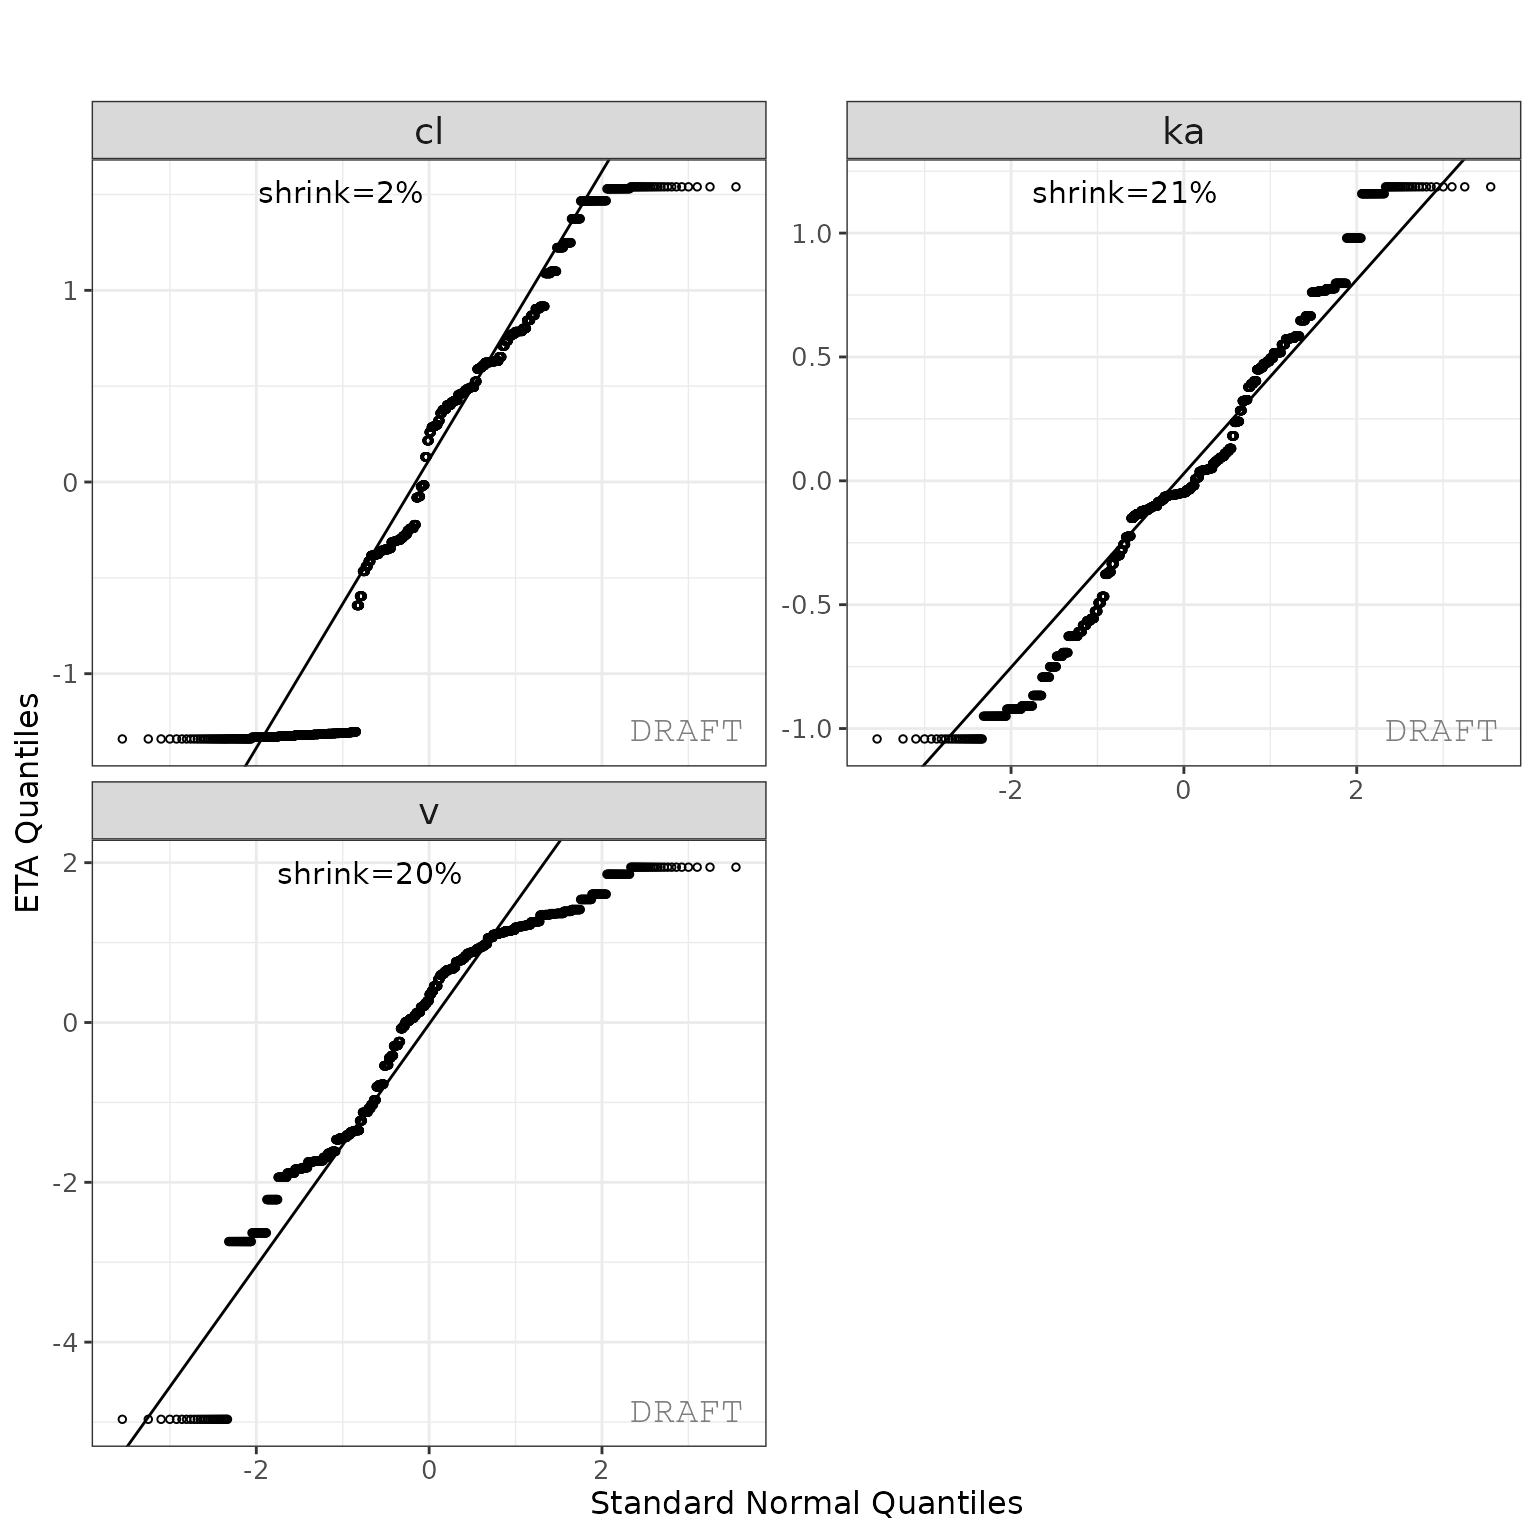 cl
shrink=2%
1
0
-1
DRAFT
ka
shrink=21%
1.0
0.5
0.0
-0.5
-1.0
DRAFT
-2 0 2
v
shrink=20%
2
0
-2
-4
DRAFT
-2 0 2
ETA Quantiles
Standard Normal Quantiles